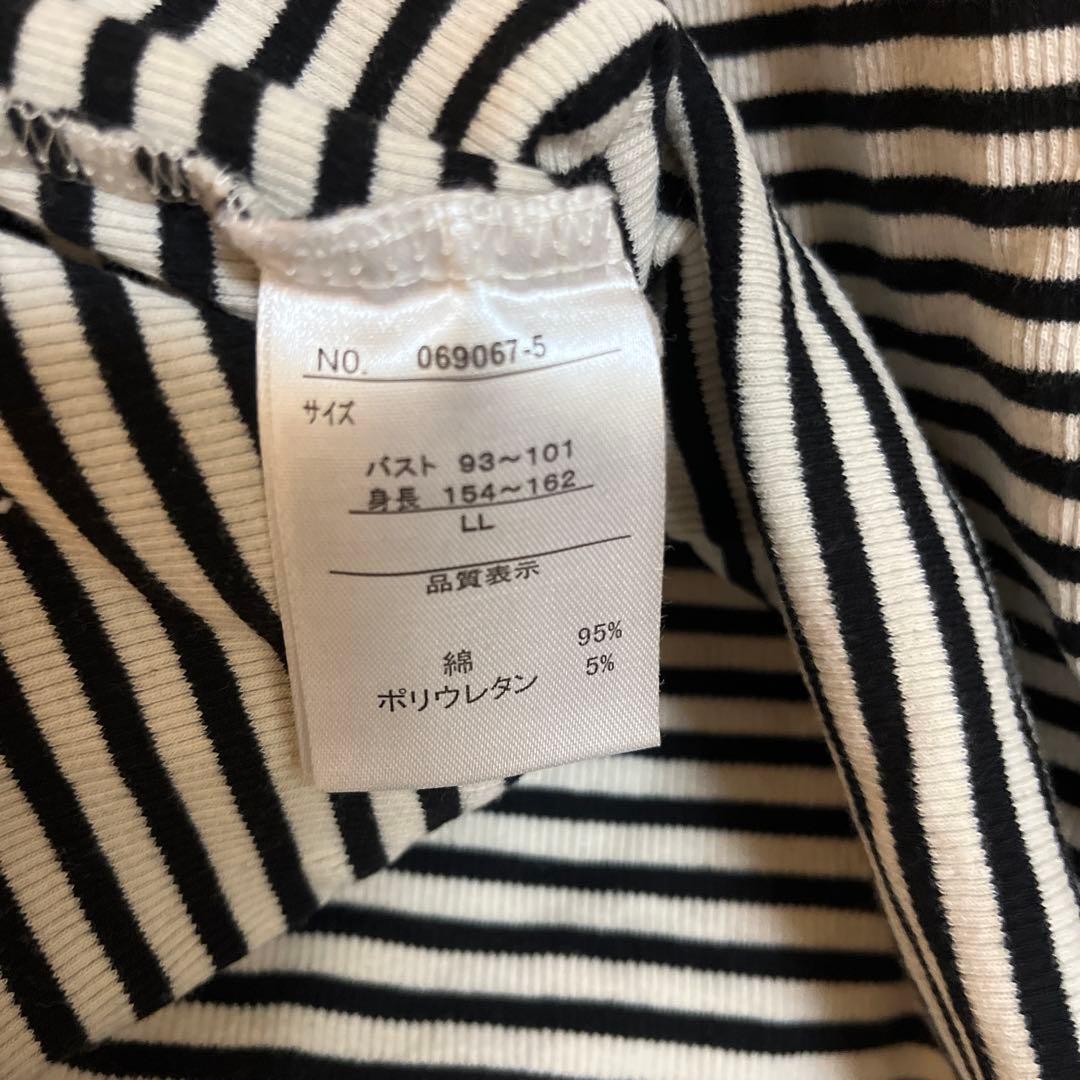 NO. 069067-5
サイズ
バスト 93～101
身長 154～162
LL
品質表示
綿 95%
ポリウレタン 5%